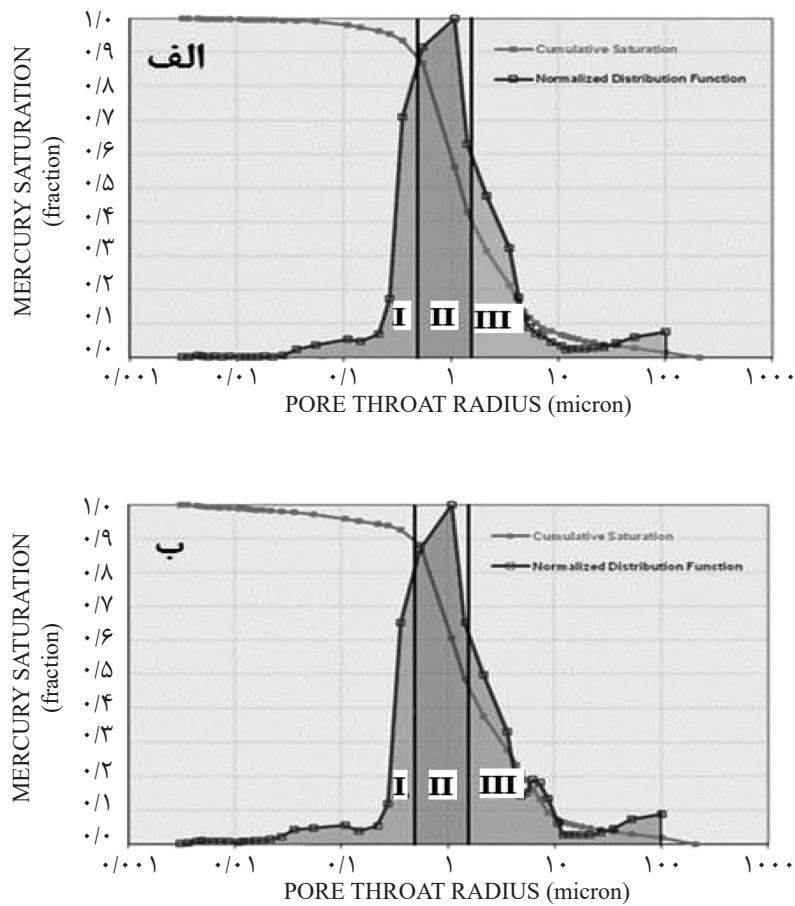 ۱/۰
۰/۹
۰/۸
۰/۷
۰/۶
۰/۵
۰/۴
۰/۳
۰/۲
۰/۱
۰/۰
MERCURY SATURATION
(fraction)
الف
Cumulative Saturation
Normalized Distribution Function
I II III
۰/۰۰۱ ۰/۰۱ ۰/۱ ۱ ۱۰ ۱۰۰ ۱۰۰۰
PORE THROAT RADIUS (micron)
۱/۰
۰/۹
۰/۸
۰/۷
۰/۶
۰/۵
۰/۴
۰/۳
۰/۲
۰/۱
۰/۰
MERCURY SATURATION
(fraction)
ب
Cumulative Saturation
Normalized Distribution Function
I II III
۰/۰۰۱ ۰/۰۱ ۰/۱ ۱ ۱۰ ۱۰۰ ۱۰۰۰
PORE THROAT RADIUS (micron)